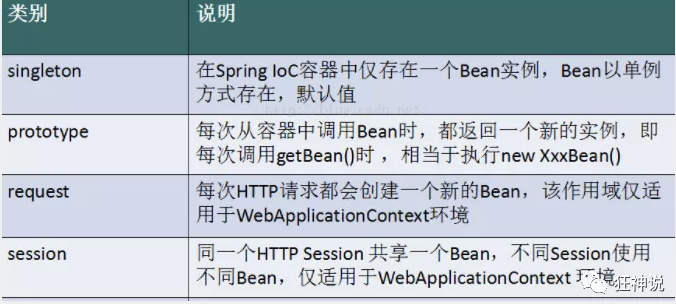 类别 说明
singleton 在Spring IoC容器中仅存在一个Bean实例，Bean以单例
方式存在，默认值
prototype 每次从容器中调用Bean时，都返回一个新的实例，即
每次调用getBean()时 ，相当于执行new XxxBean()
request 每次HTTP请求都会创建一个新的Bean，该作用域仅适
用于WebApplicationContext环境
session 同一个HTTP Session 共享一个Bean，不同Session使用
不同Bean，仅适用于WebApplicationContext 环境
狂神说